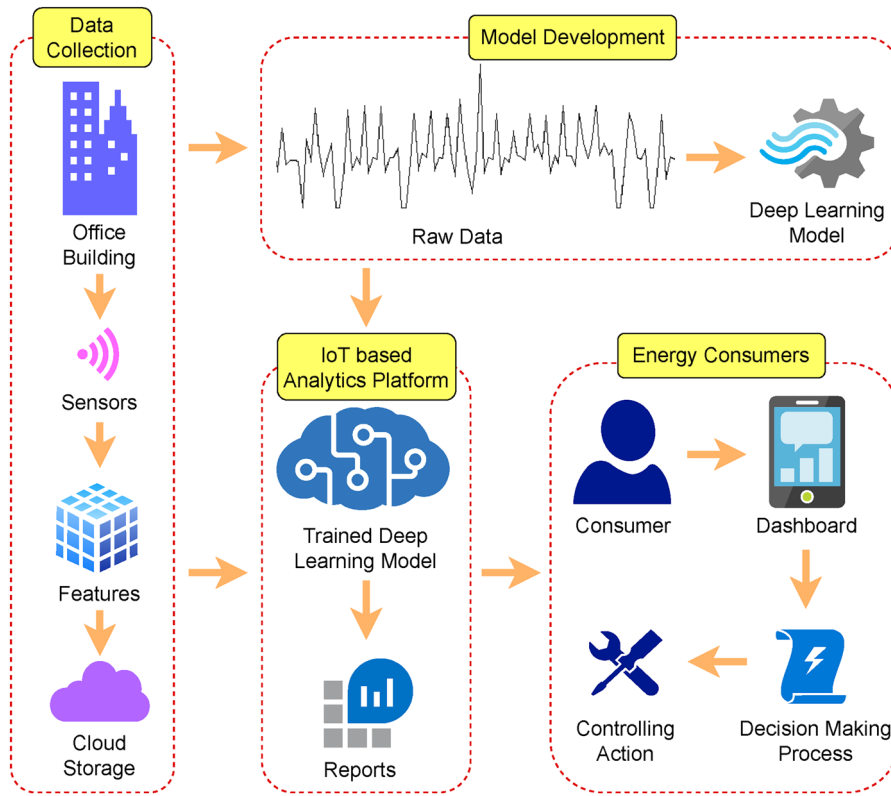 Data
Collection
Office
Building
Sensors
Features
Cloud
Storage
Model Development
Raw Data
Deep Learning
Model
IoT based
Analytics Platform
Trained Deep
Learning Model
Reports
Energy Consumers
Consumer
Dashboard
Controlling
Action
Decision Making
Process